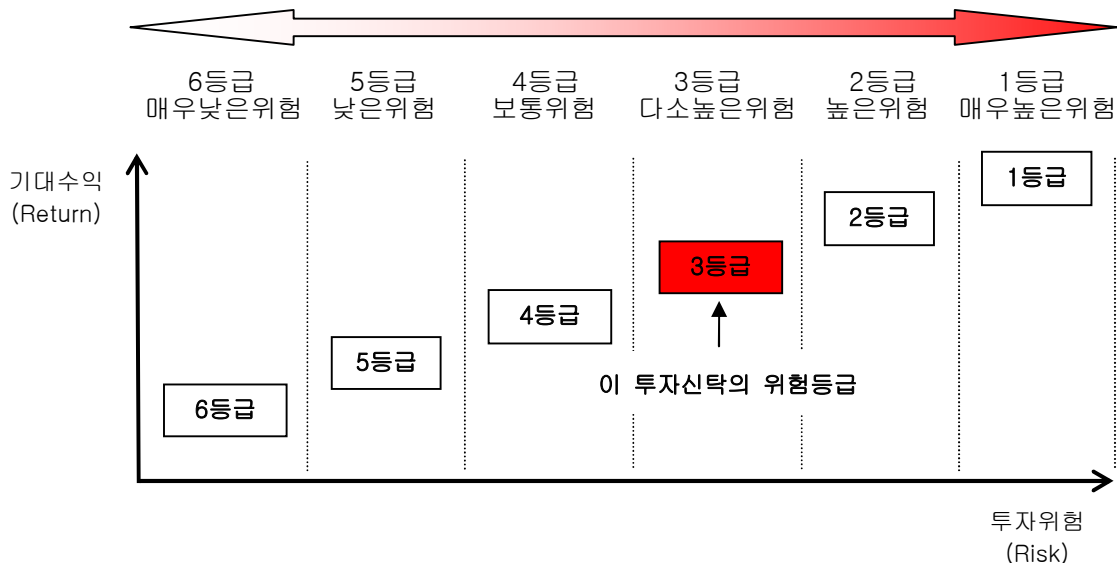 6등급 5등급 4등급 3등급 2등급 1등급
매우낮은위험 낮은위험 보통위험 다소높은위험 높은위험 매우높은위험
기대수익
(Return)
1등급
2등급
3등급
4등급
5등급
이 투자신탁의 위험등급
6등급
투자위험
(Risk)